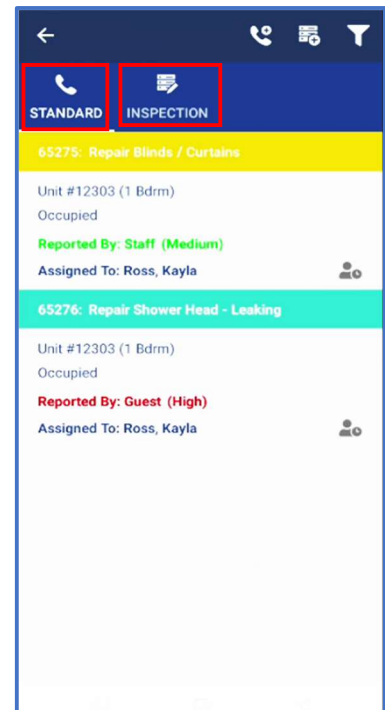 STANDARD INSPECTION
65275: Repair Blinds / Curtains
Unit #12303 (1 Bdrm)
Occupied
Reported By: Staff (Medium)
Assigned To: Ross, Kayla
65276: Repair Shower Head - Leaking
Unit #12303 (1 Bdrm)
Occupied
Reported By: Guest (High)
Assigned To: Ross, Kayla